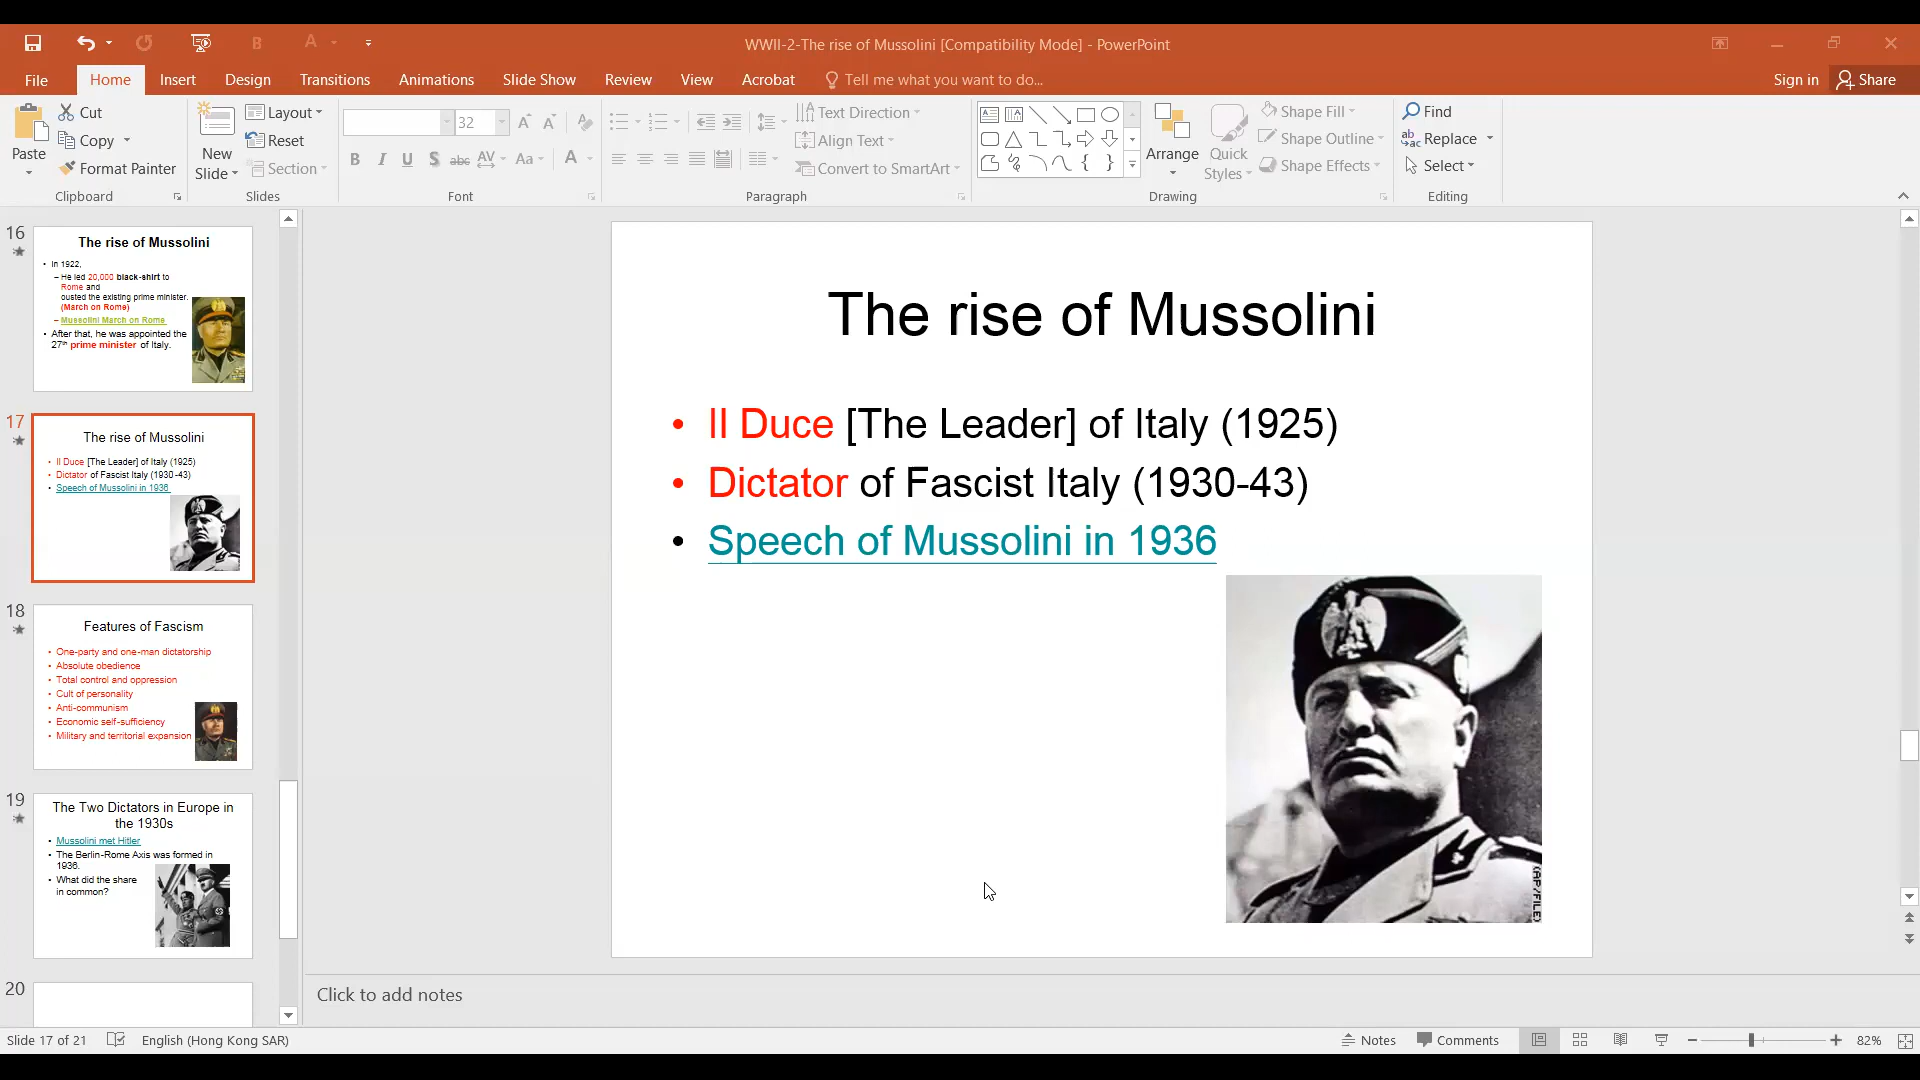 WWII-2-The rise of Mussolini [Compatibility Mode] - PowerPoint
File Home Insert Design Transitions Animations Slide Show Review View Acrobat Tell me what you want to do... Sign in Share
Paste
Cut
Copy
Format Painter
Clipboard
New
Slide
Layout
Reset
Section
Slides
32
B I U S abc AV Aa A
Font
Text Direction
Align Text
Convert to SmartArt
Paragraph
Arrange
Quick
Styles
Shape Fill
Shape Outline
Shape Effects
Drawing
Find
Replace
Select
Editing
16
The rise of Mussolini
• In 1922,
– He led 20,000 black-shirt to
Rome and
ousted the existing prime minister.
(March on Rome)
– Mussolini March on Rome
• After that, he was appointed the
27th prime minister of Italy.
17
The rise of Mussolini
• Il Duce [The Leader] of Italy (1925)
• Dictator of Fascist Italy (1930-43)
• Speech of Mussolini in 1936
18
Features of Fascism
• One-party and one-man dictatorship
• Absolute obedience
• Total control and oppression
• Cult of personality
• Anti-communism
• Economic self-sufficiency
• Military and territorial expansion
19
The Two Dictators in Europe in
the 1930s
• Mussolini met Hitler
• The Berlin-Rome Axis was formed in
1936.
• What did the share
in common?
20
The rise of Mussolini
• Il Duce [The Leader] of Italy (1925)
• Dictator of Fascist Italy (1930-43)
• Speech of Mussolini in 1936
(AP/FILE)
Click to add notes
Slide 17 of 21 English (Hong Kong SAR) Notes Comments 82%